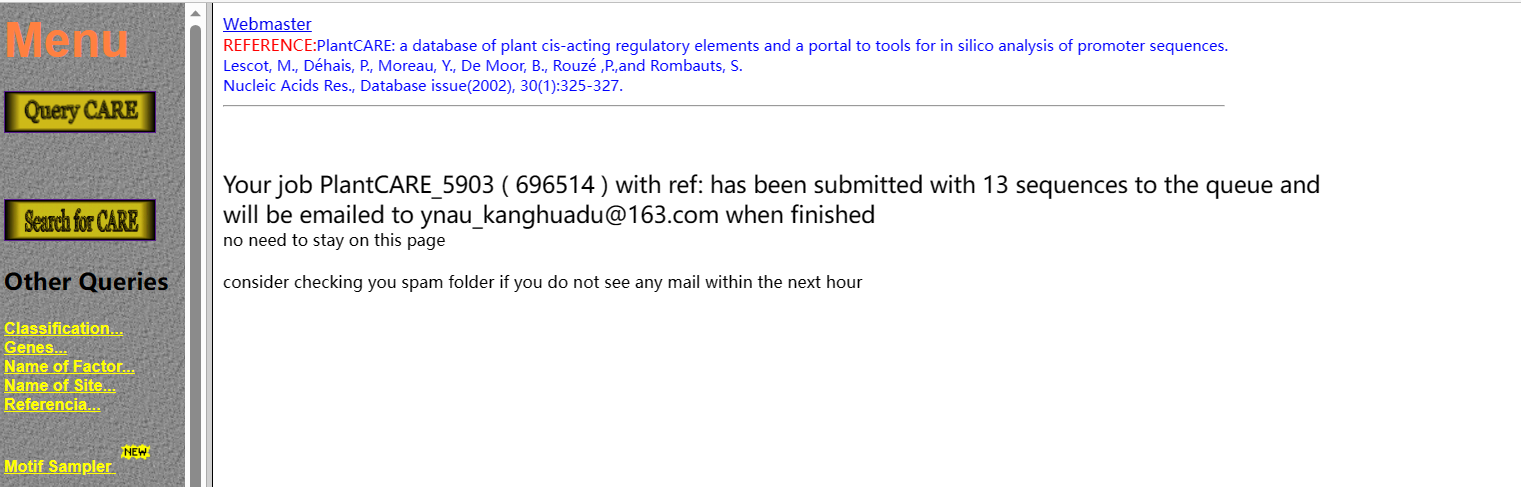 Menu
Query CARE
Search for CARE
Other Queries
Classification...
Genes...
Name of Factor...
Name of Site...
Referencia...
NEW
Motif Sampler
Webmaster
REFERENCE:PlantCARE: a database of plant cis-acting regulatory elements and a portal to tools for in silico analysis of promoter sequences.
Lescot, M., Déhais, P., Moreau, Y., De Moor, B., Rouzé ,P.,and Rombauts, S.
Nucleic Acids Res., Database issue(2002), 30(1):325-327.
Your job PlantCARE_5903 ( 696514 ) with ref: has been submitted with 13 sequences to the queue and
will be emailed to ynau_kanghuadu@163.com when finished
no need to stay on this page
consider checking you spam folder if you do not see any mail within the next hour